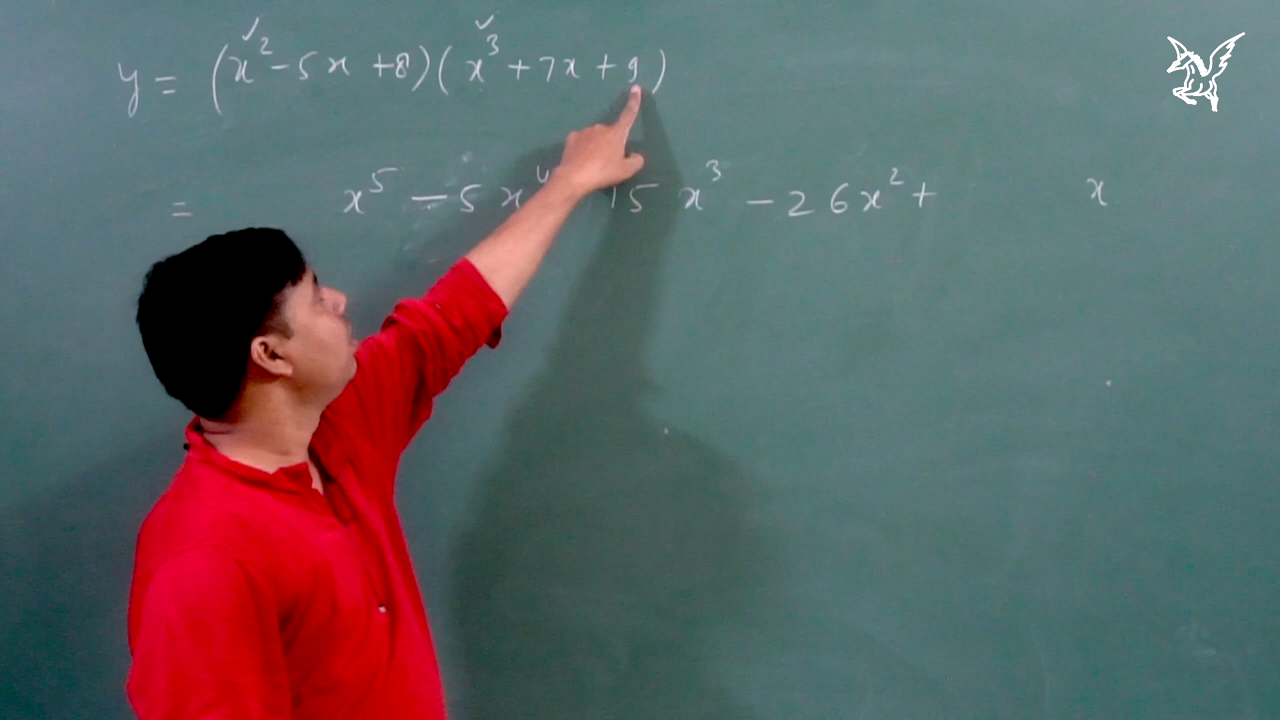 y = (x² - 5x + 8)(x³ + 7x + 9)
= x⁵ - 5x⁴ 15 x³ - 26x² + x